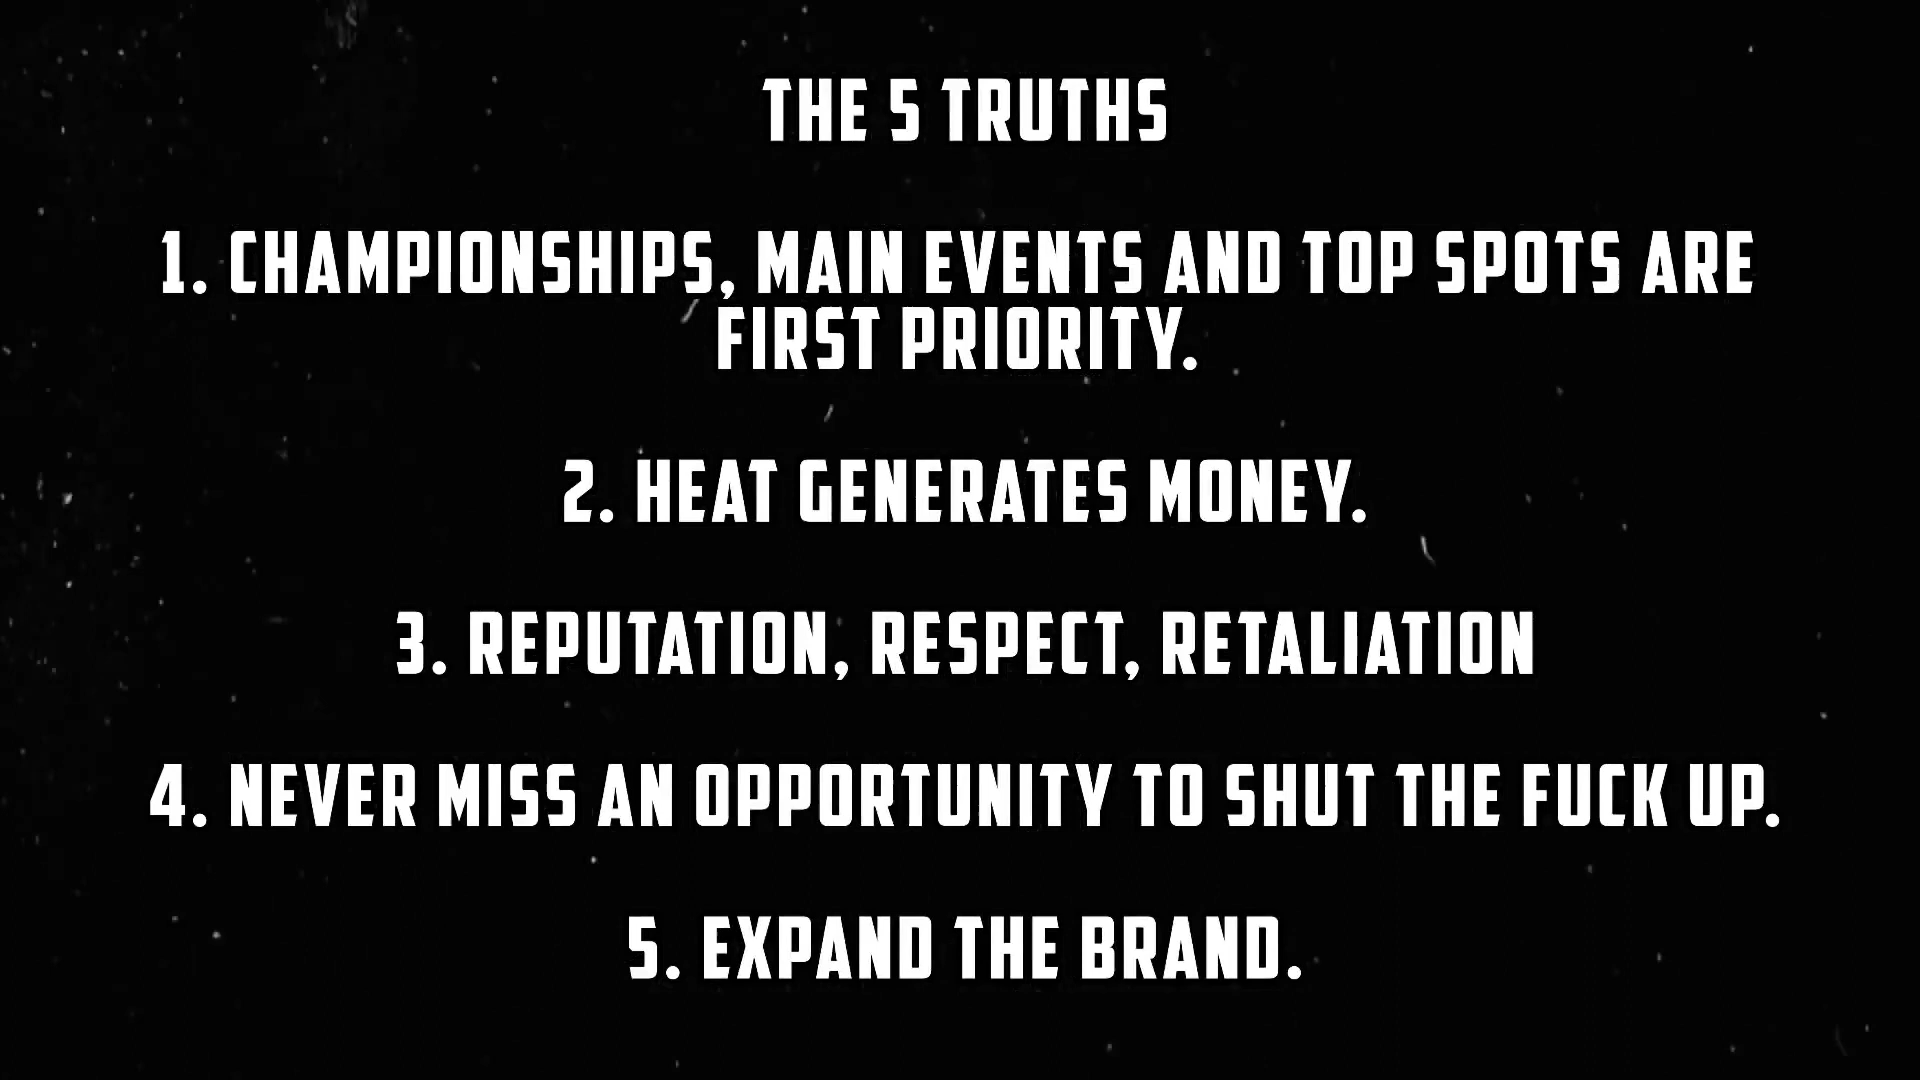 THE 5 TRUTHS
1. CHAMPIONSHIPS, MAIN EVENTS AND TOP SPOTS ARE
FIRST PRIORITY.
2. HEAT GENERATES MONEY.
3. REPUTATION, RESPECT, RETALIATION
4. NEVER MISS AN OPPORTUNITY TO SHUT THE FUCK UP.
5. EXPAND THE BRAND.